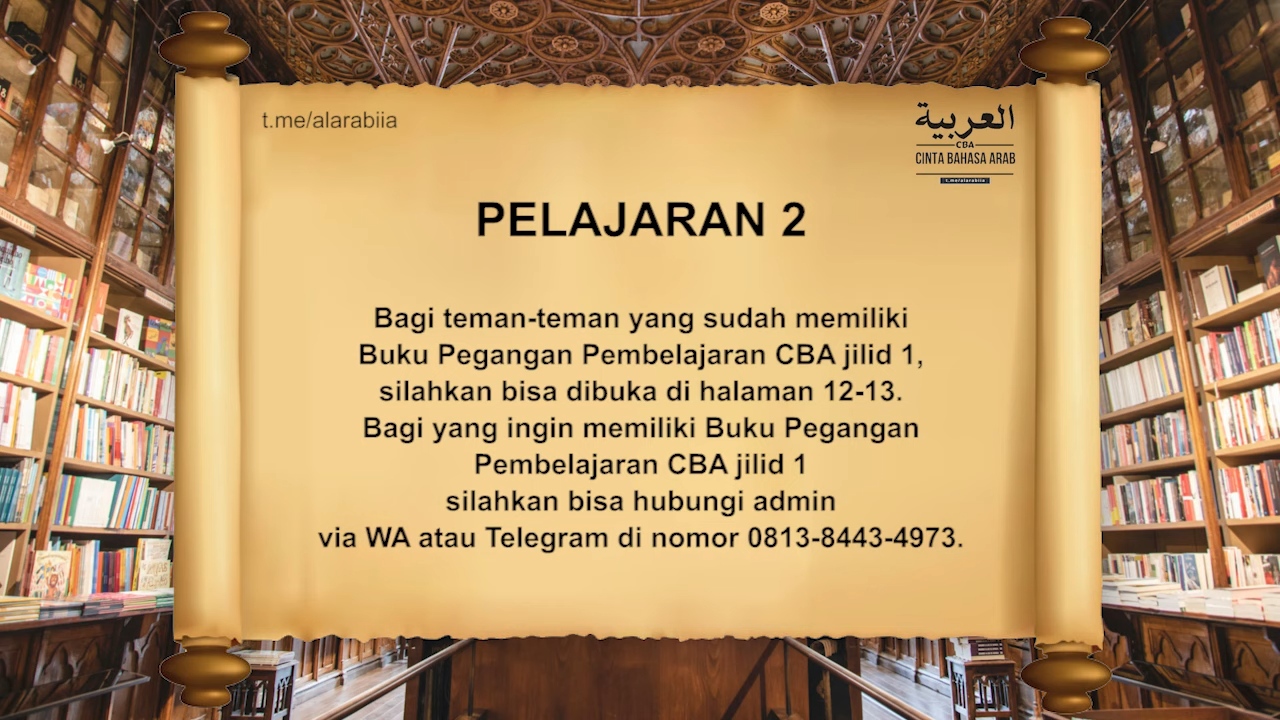 t.me/alarabiia
العربية
CBA
CINTA BAHASA ARAB
t.me/alarabiia
PELAJARAN 2
Bagi teman-teman yang sudah memiliki
Buku Pegangan Pembelajaran CBA jilid 1,
silahkan bisa dibuka di halaman 12-13.
Bagi yang ingin memiliki Buku Pegangan
Pembelajaran CBA jilid 1
silahkan bisa hubungi admin
via WA atau Telegram di nomor 0813-8443-4973.